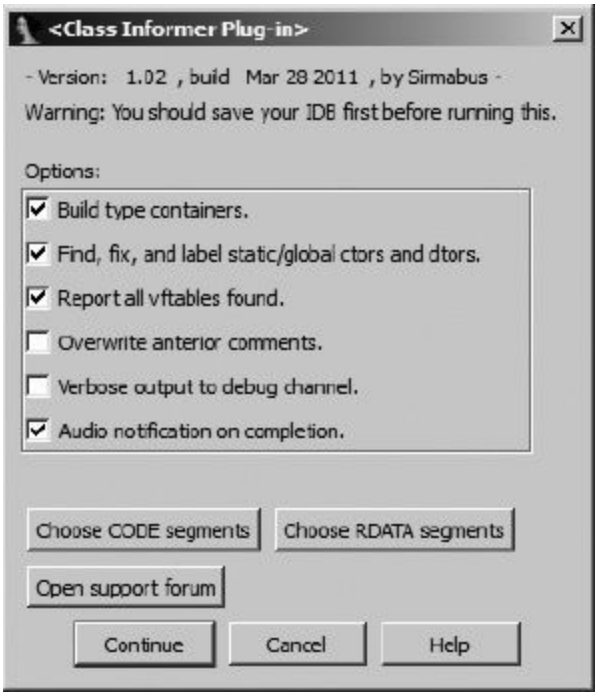 <Class Informer Plug-in>
- Version: 1.02 , build Mar 28 2011 , by Sirmabus -
Warning: You should save your IDB first before running this.
Options:
Build type containers.
Find, fix, and label static/global ctors and dtors.
Report all vftables found.
Overwrite anterior comments.
Verbose output to debug channel.
Audio notification on completion.
Choose CODE segments Choose RDATA segments
Open support forum
Continue Cancel Help